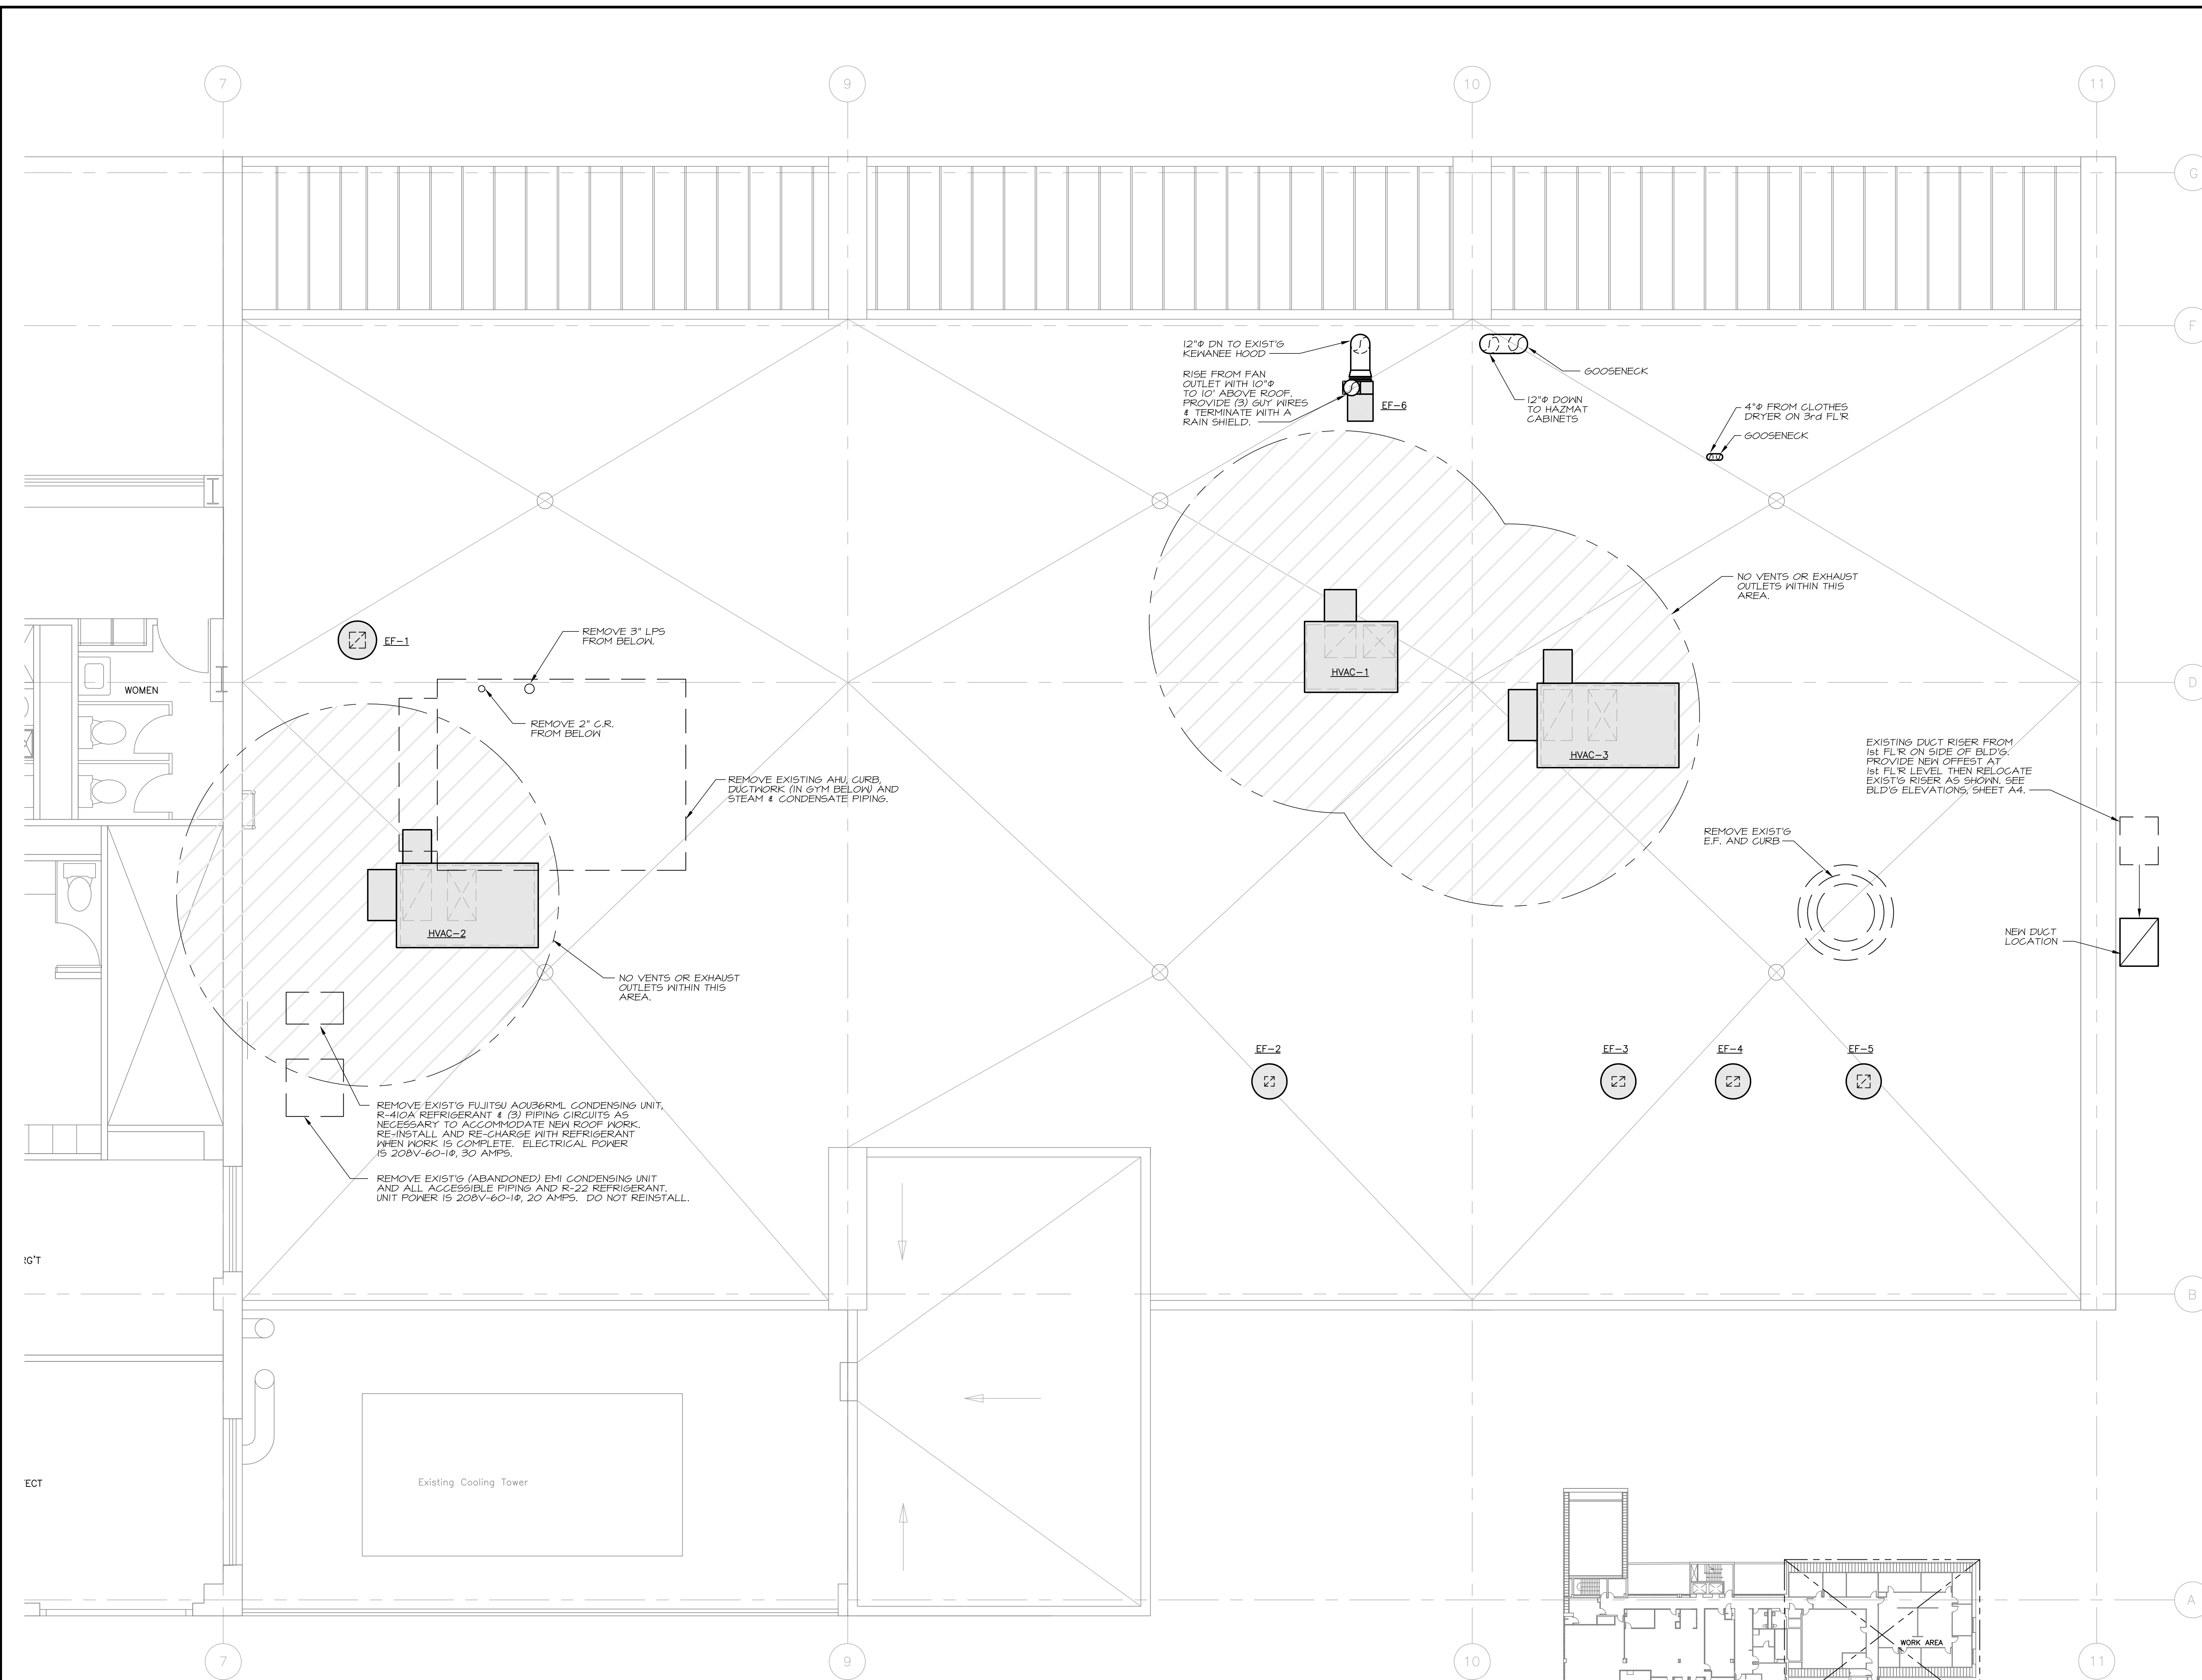 7
9
10
11
G
F
12"Φ DN TO EXIST'G
KEWANEE HOOD
RISE FROM FAN
OUTLET WITH 10"Φ
TO 10' ABOVE ROOF.
PROVIDE (3) GUY WIRES
& TERMINATE WITH A
RAIN SHIELD.
EF-6
GOOSENECK
12"Φ DOWN
TO HAZMAT
CABINETS
4"Φ FROM CLOTHES
DRYER ON 3rd FL'R
GOOSENECK
NO VENTS OR EXHAUST
OUTLETS WITHIN THIS
AREA.
EF-1
REMOVE 3" LPS
FROM BELOW.
WOMEN
REMOVE 2" C.R.
FROM BELOW
HVAC-1
D
HVAC-3
REMOVE EXISTING AHU, CURB,
DUCTWORK (IN GYM BELOW) AND
STEAM & CONDENSATE PIPING.
EXISTING DUCT RISER FROM
1st FL'R ON SIDE OF BLD'G.
PROVIDE NEW OFFEST AT
1st FL'R LEVEL THEN RELOCATE
EXIST'G RISER AS SHOWN. SEE
BLD'G ELEVATIONS, SHEET A4.
REMOVE EXIST'G
E.F. AND CURB
HVAC-2
NEW DUCT
LOCATION
NO VENTS OR EXHAUST
OUTLETS WITHIN THIS
AREA.
EF-2
EF-3
EF-4
EF-5
REMOVE EXIST'G FUJITSU AOU36RML CONDENSING UNIT,
R-410A REFRIGERANT & (3) PIPING CIRCUITS AS
NECESSARY TO ACCOMMODATE NEW ROOF WORK.
RE-INSTALL AND RE-CHARGE WITH REFRIGERANT
WHEN WORK IS COMPLETE. ELECTRICAL POWER
IS 208V-60-1Φ, 30 AMPS.
REMOVE EXIST'G (ABANDONED) EMI CONDENSING UNIT
AND ALL ACCESSIBLE PIPING AND R-22 REFRIGERANT.
UNIT POWER IS 208V-60-1Φ, 20 AMPS. DO NOT REINSTALL.
RG'T
B
ECT
Existing Cooling Tower
A
WORK AREA
7
9
10
11